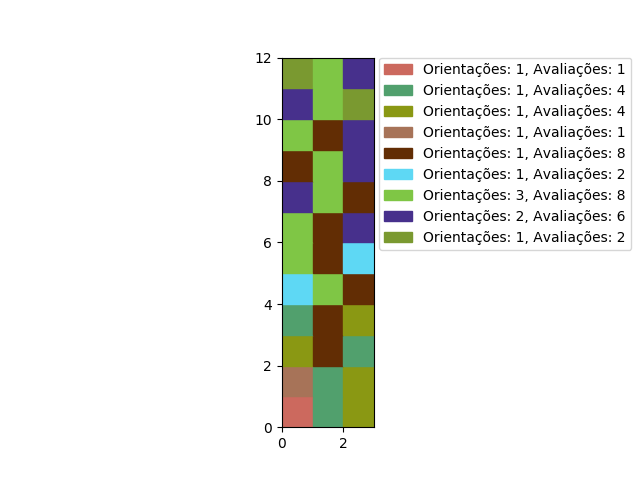 12
10
8
6
4
2
0
0 2
Orientações: 1, Avaliações: 1
Orientações: 1, Avaliações: 4
Orientações: 1, Avaliações: 4
Orientações: 1, Avaliações: 1
Orientações: 1, Avaliações: 8
Orientações: 1, Avaliações: 2
Orientações: 3, Avaliações: 8
Orientações: 2, Avaliações: 6
Orientações: 1, Avaliações: 2